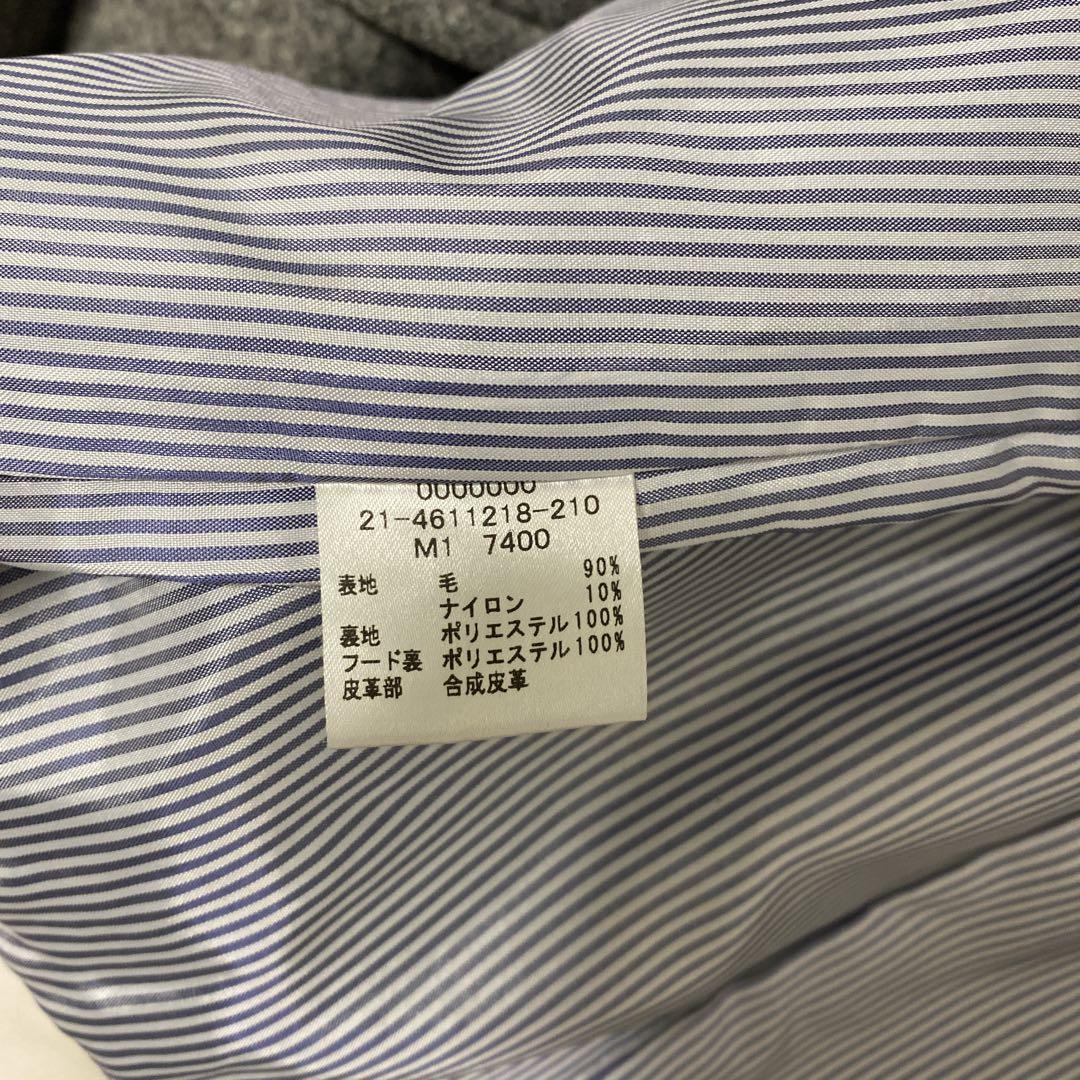 0000000
21-4611218-210
M1 7400
表地 毛 90%
ナイロン 10%
裏地 ポリエステル100%
フード裏 ポリエステル100%
皮革部 合成皮革